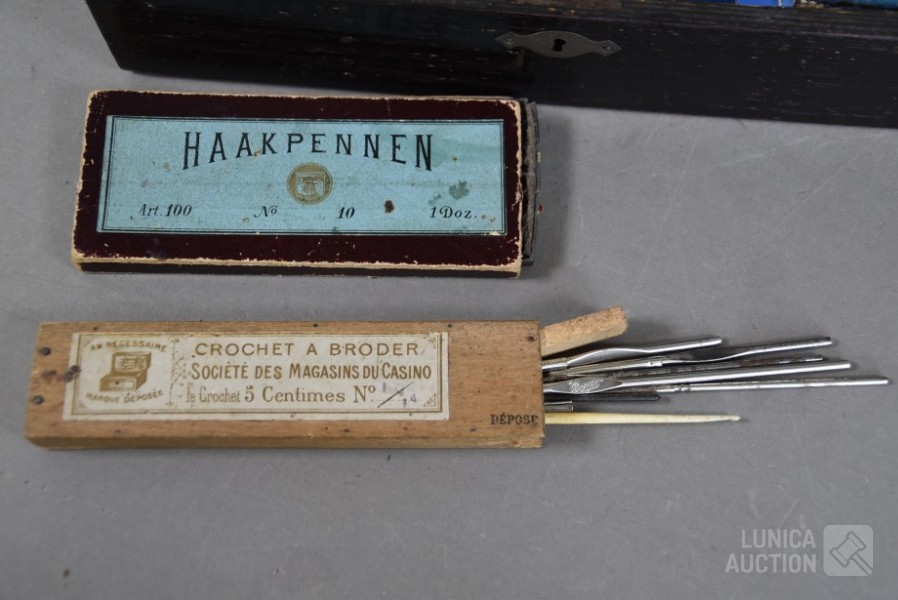 HAAKPENNEN
Art. 100 No 10 1 Doz.
AU NÉCESSAIRE
MARQUE DÉPOSÉE
CROCHET A BRODER
SOCIÉTÉ DES MAGASINS DU CASINO
le Crochet 5 Centimes No 14
DÉPOSÉ
LUNICA
AUCTION